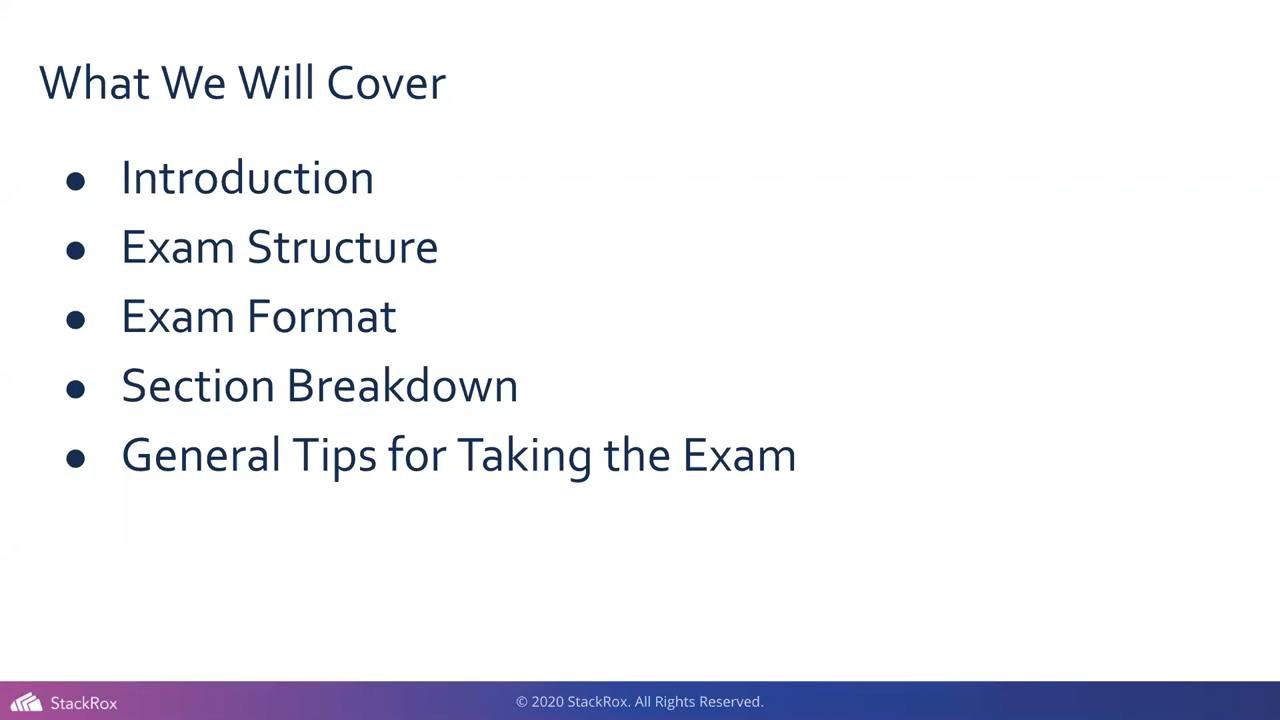 What We Will Cover
● Introduction
● Exam Structure
● Exam Format
● Section Breakdown
● General Tips for Taking the Exam
StackRox
© 2020 StackRox. All Rights Reserved.